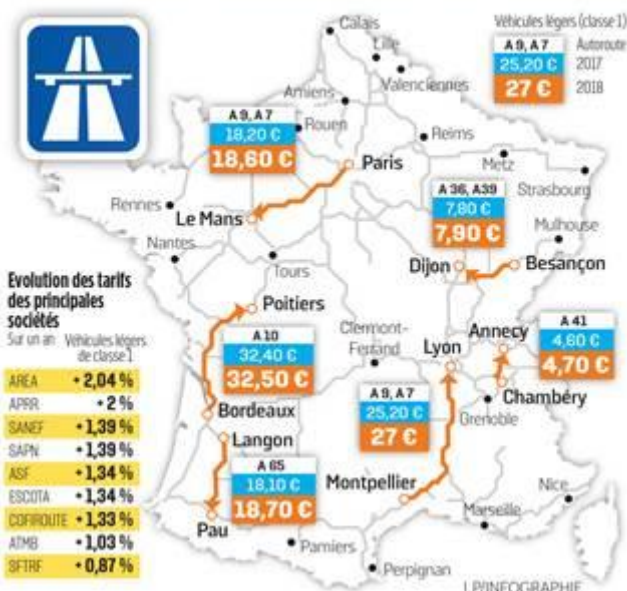 Véhicules légers (classe 1)
A 9, A 7
Autoroute
25,20 €
2017
27 €
2018
Calais
Lille
Valenciennes
Amiens
Rouen
Reims
Metz
Strasbourg
A 9, A 7
18,20 €
18,60 €
Paris
Rennes
Le Mans
A 36, A39
7,80 €
7,90 €
Mulhouse
Nantes
Tours
Dijon
Besançon
Evolution des tarifs
des principales
sociétés
Sur un an
Véhicules légers
de classe 1
AREA + 2,04 %
APRR + 2 %
SANEF + 1,39 %
SAPN + 1,39 %
ASF + 1,34 %
ESCOTA + 1,34 %
COFIROUTE + 1,33 %
ATMB + 1,03 %
SFTRF + 0,87 %
Poitiers
A 10
32,40 €
32,50 €
Clermont-
Ferrand
Lyon
Annecy
A 41
4,60 €
4,70 €
Chambéry
Grenoble
Bordeaux
Langon
A 9, A 7
25,20 €
27 €
A 65
18,10 €
18,70 €
Montpellier
Pau
Pamiers
Marseille
Nice
Perpignan
LP/INFOGRAPHIE